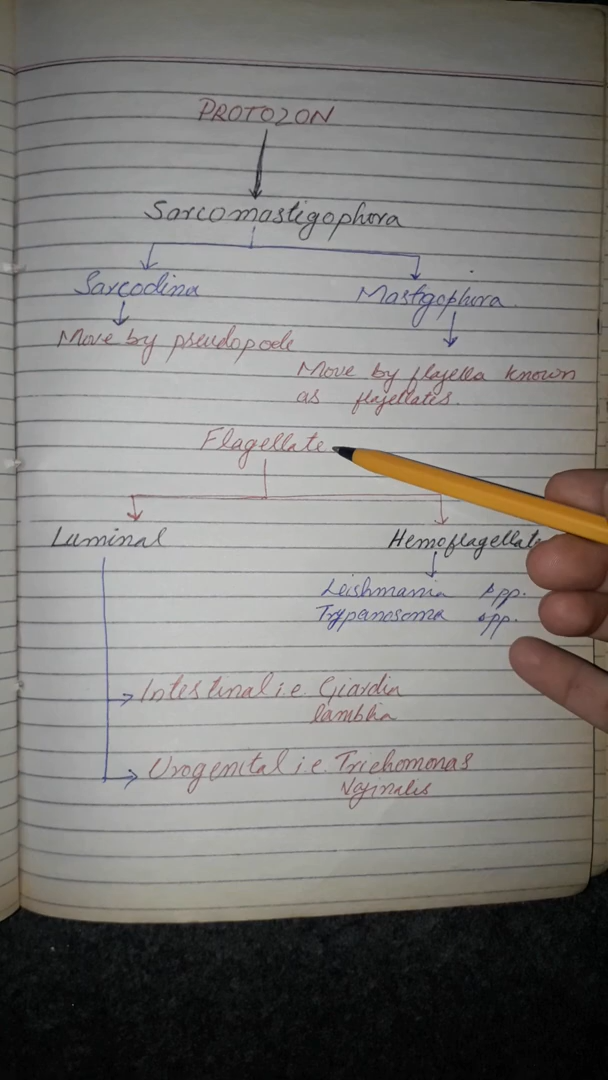 PROTOZON
Sarcomastigophora
Sarcodina
Mastigophora.
Move by pseudopode
Move by flagella known
as flagellates.
Flagellate
Luminal
Hemoflagellate
Leishmania spp.
Trypanosoma spp.
Intestinal i.e. Giardia
lamblia
Urogenital i.e. Trichomonas
Vaginalis